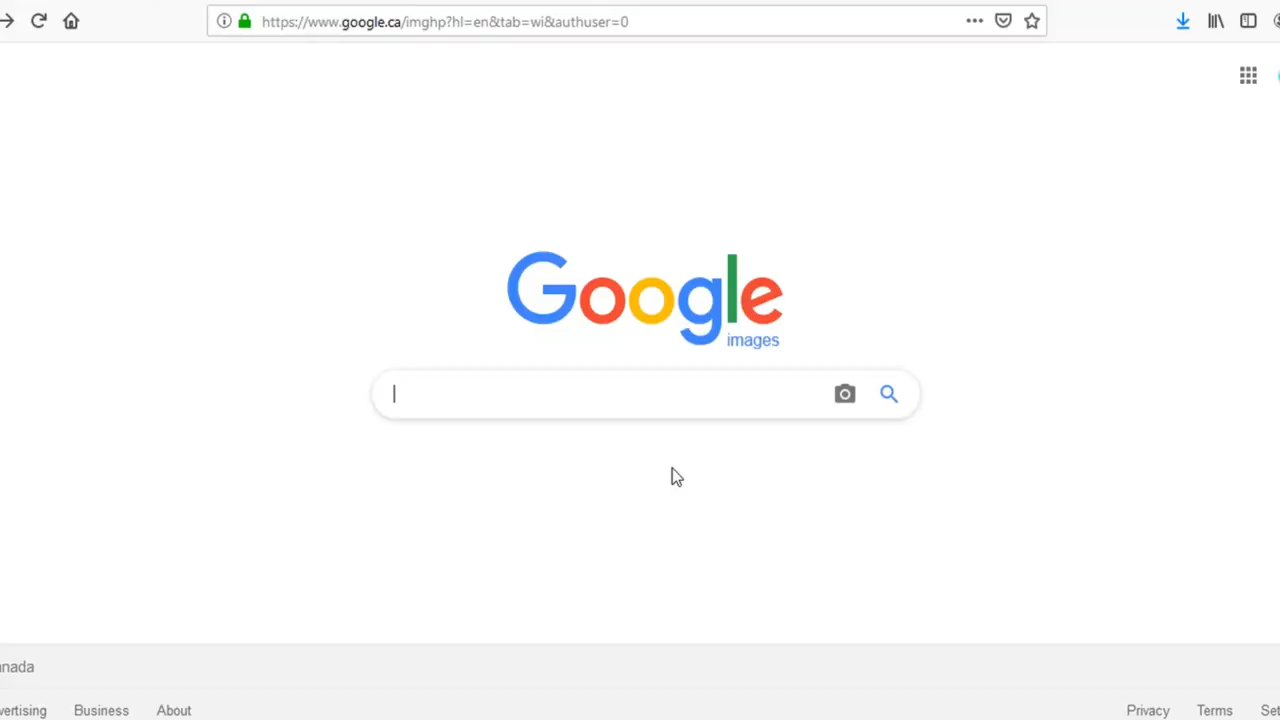 https://www.google.ca/imghp?hl=en&tab=wi&authuser=0
Google
images
anada
vertising Business About
Privacy Terms Set